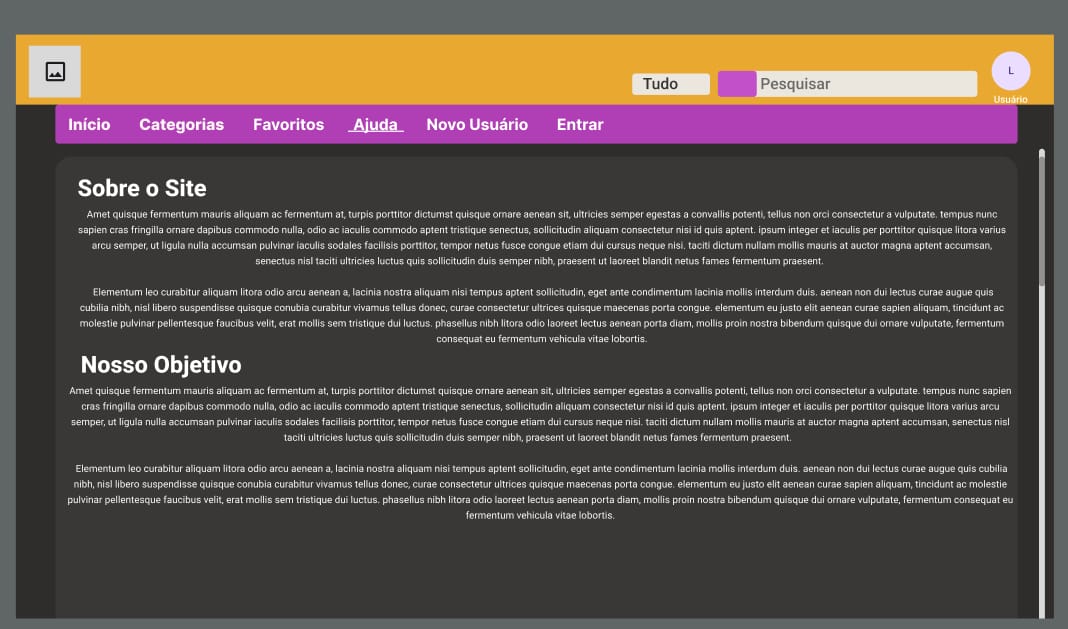 L
Tudo
Pesquisar
Usuário
Início Categorias Favoritos Ajuda Novo Usuário Entrar
Sobre o Site
Amet quisque fermentum mauris aliquam ac fermentum at, turpis porttitor dictumst quisque ornare aenean sit, ultricies semper egestas a convallis potenti, tellus non orci consectetur a vulputate. tempus nunc
sapien cras fringilla ornare dapibus commodo nulla, odio ac iaculis commodo aptent tristique senectus, sollicitudin aliquam consectetur nisi id quis aptent. ipsum integer et iaculis per porttitor quisque litora varius
arcu semper, ut ligula nulla accumsan pulvinar iaculis sodales facilisis porttitor, tempor netus fusce congue etiam dui cursus neque nisi. taciti dictum nullam mollis mauris at auctor magna aptent accumsan,
senectus nisl taciti ultricies luctus quis sollicitudin duis semper nibh, praesent ut laoreet blandit netus fames fermentum praesent.
Elementum leo curabitur aliquam litora odio arcu aenean a, lacinia nostra aliquam nisi tempus aptent sollicitudin, eget ante condimentum lacinia mollis interdum duis. aenean non dui lectus curae augue quis
cubilia nibh, nisl libero suspendisse quisque conubia curabitur vivamus tellus donec, curae consectetur ultrices quisque maecenas porta congue. elementum eu justo elit aenean curae sapien aliquam, tincidunt ac
molestie pulvinar pellentesque faucibus velit, erat mollis sem tristique dui luctus. phasellus nibh litora odio laoreet lectus aenean porta diam, mollis proin nostra bibendum quisque dui ornare vulputate, fermentum
consequat eu fermentum vehicula vitae lobortis.
Nosso Objetivo
Amet quisque fermentum mauris aliquam ac fermentum at, turpis porttitor dictumst quisque ornare aenean sit, ultricies semper egestas a convallis potenti, tellus non orci consectetur a vulputate. tempus nunc sapien
cras fringilla ornare dapibus commodo nulla, odio ac iaculis commodo aptent tristique senectus, sollicitudin aliquam consectetur nisi id quis aptent. ipsum integer et iaculis per porttitor quisque litora varius arcu
semper, ut ligula nulla accumsan pulvinar iaculis sodales facilisis porttitor, tempor netus fusce congue etiam dui cursus neque nisi. taciti dictum nullam mollis mauris at auctor magna aptent accumsan, senectus nisl
taciti ultricies luctus quis sollicitudin duis semper nibh, praesent ut laoreet blandit netus fames fermentum praesent.
Elementum leo curabitur aliquam litora odio arcu aenean a, lacinia nostra aliquam nisi tempus aptent sollicitudin, eget ante condimentum lacinia mollis interdum duis. aenean non dui lectus curae augue quis cubilia
nibh, nisl libero suspendisse quisque conubia curabitur vivamus tellus donec, curae consectetur ultrices quisque maecenas porta congue. elementum eu justo elit aenean curae sapien aliquam, tincidunt ac molestie
pulvinar pellentesque faucibus velit, erat mollis sem tristique dui luctus. phasellus nibh litora odio laoreet lectus aenean porta diam, mollis proin nostra bibendum quisque dui ornare vulputate, fermentum consequat eu
fermentum vehicula vitae lobortis.